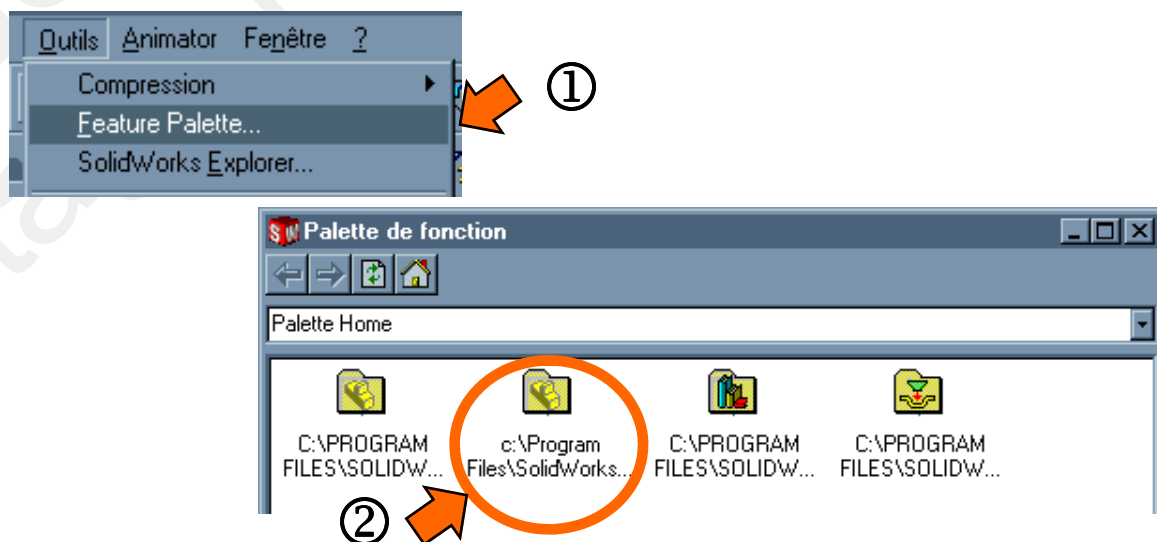 Outils Animator Fenêtre ?
Compression
①
Feature Palette...
SolidWorks Explorer...
SW Palette de fonction
Palette Home
C:\PROGRAM
FILES\SOLIDW...
c:\Program
Files\SolidWorks...
C:\PROGRAM
FILES\SOLIDW...
C:\PROGRAM
FILES\SOLIDW...
②